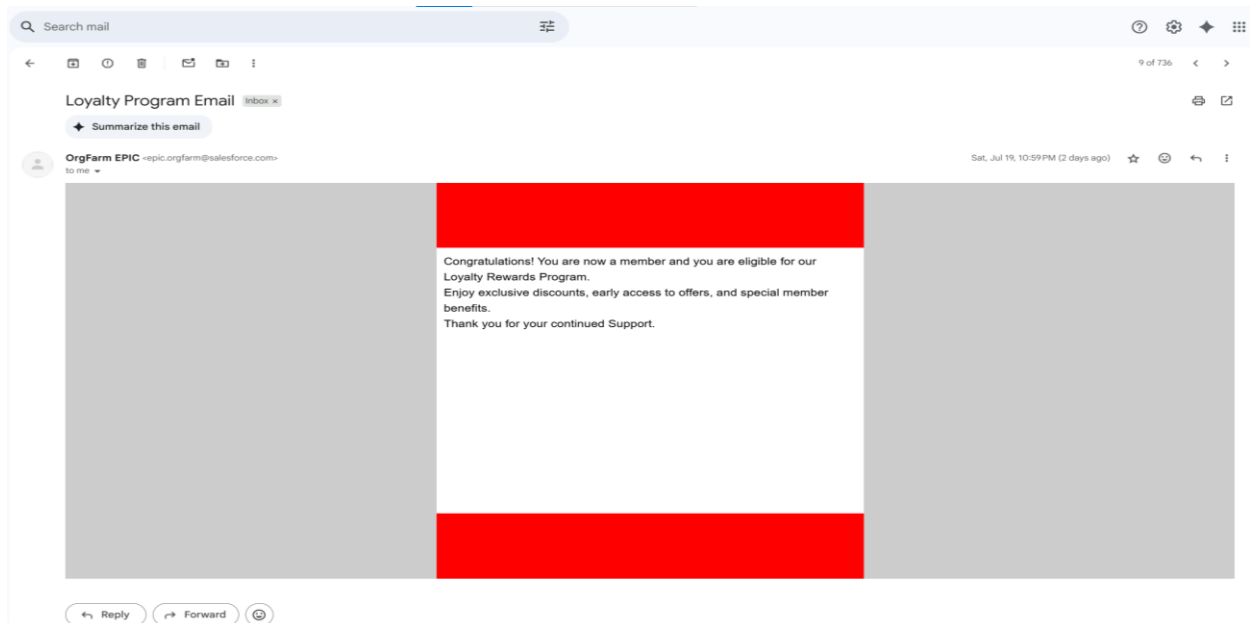 Search mail
9 of 736
Loyalty Program Email Inbox ×
Summarize this email
OrgFarm EPIC <epic.orgfarm@salesforce.com> Sat, Jul 19, 10:59 PM (2 days ago)
to me
Congratulations! You are now a member and you are eligible for our
Loyalty Rewards Program.
Enjoy exclusive discounts, early access to offers, and special member
benefits.
Thank you for your continued Support.
Reply Forward